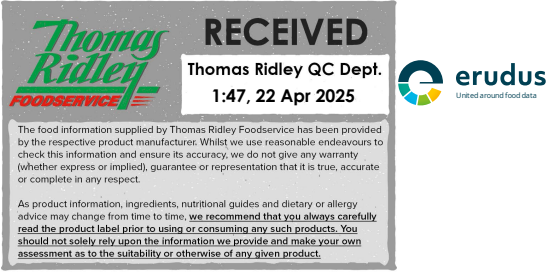 Thomas
Ridley
FOODSERVICE
RECEIVED
Thomas Ridley QC Dept.
1:47, 22 Apr 2025
erudus
United around food data
The food information supplied by Thomas Ridley Foodservice has been provided
by the respective product manufacturer. Whilst we use reasonable endeavours to
check this information and ensure its accuracy, we do not give any warranty
(whether express or implied), guarantee or representation that it is true, accurate
or complete in any respect.
As product information, ingredients, nutritional guides and dietary or allergy
advice may change from time to time, we recommend that you always carefully
read the product label prior to using or consuming any such products. You
should not solely rely upon the information we provide and make your own
assessment as to the suitability or otherwise of any given product.